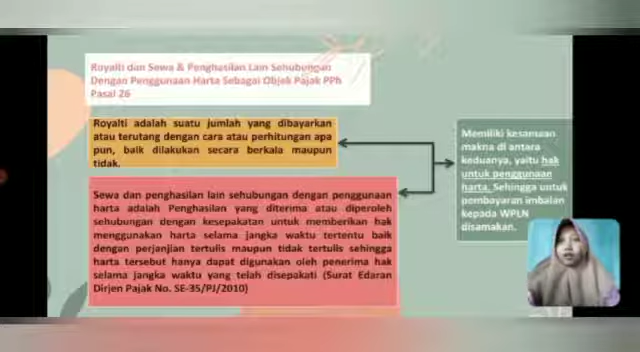 Royalti dan Sewa & Penghasilan Lain Sehubungan
Dengan Penggunaan Harta Sebagai Objek Pajak PPh
Pasal 26
Royalti adalah suatu jumlah yang dibayarkan
atau terutang dengan cara atau perhitungan apa
pun, baik dilakukan secara berkala maupun
tidak.
Sewa dan penghasilan lain sehubungan dengan penggunaan
harta adalah Penghasilan yang diterima atau diperoleh
sehubungan dengan kesepakatan untuk memberikan hak
menggunakan harta selama jangka waktu tertentu baik
dengan perjanjian tertulis maupun tidak tertulis sehingga
harta tersebut hanya dapat digunakan oleh penerima hak
selama jangka waktu yang telah disepakati (Surat Edaran
Dirjen Pajak No. SE-35/PJ/2010)
Memiliki kesamaan
makna di antara
keduanya, yaitu hak
untuk penggunaan
harta. Sehingga untuk
pembayaran imbalan
kepada WPLN
disamakan.